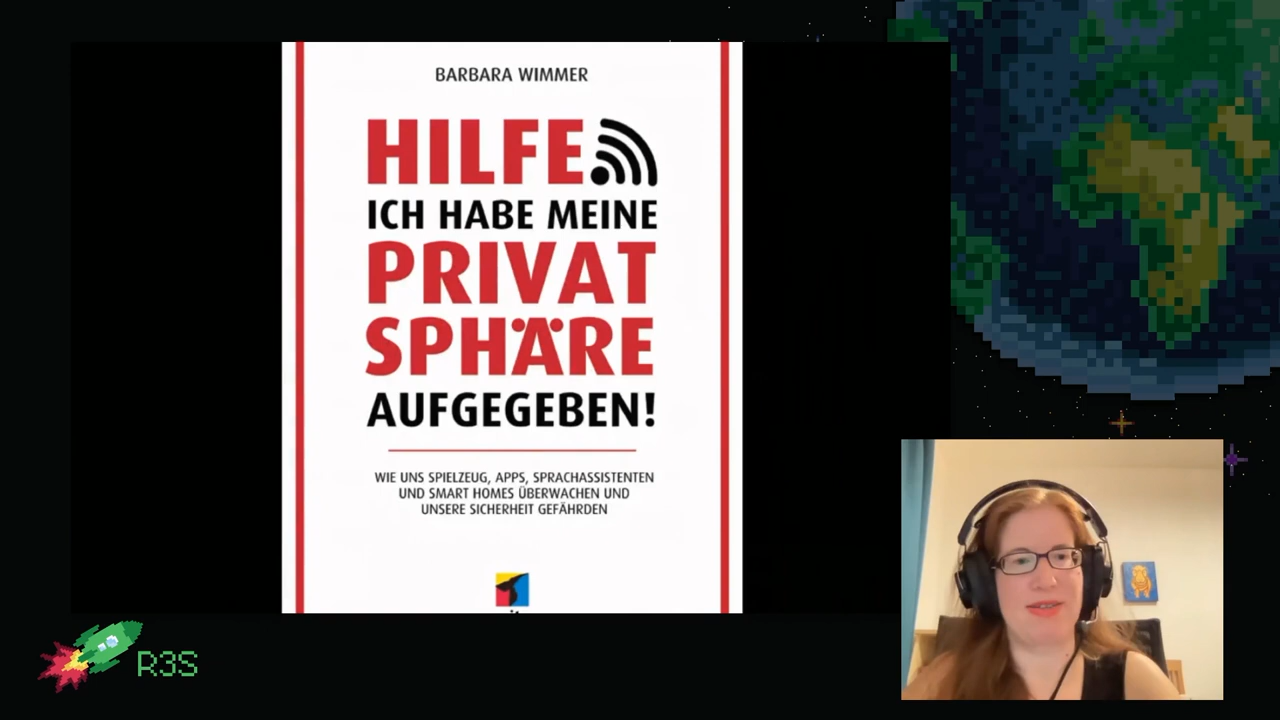 BARBARA WIMMER
HILFE
ICH HABE MEINE
PRIVAT
SPHÄRE
AUFGEGEBEN!
WIE UNS SPIELZEUG, APPS, SPRACHASSISTENTEN
UND SMART HOMES ÜBERWACHEN UND
UNSERE SICHERHEIT GEFÄHRDEN
R3S